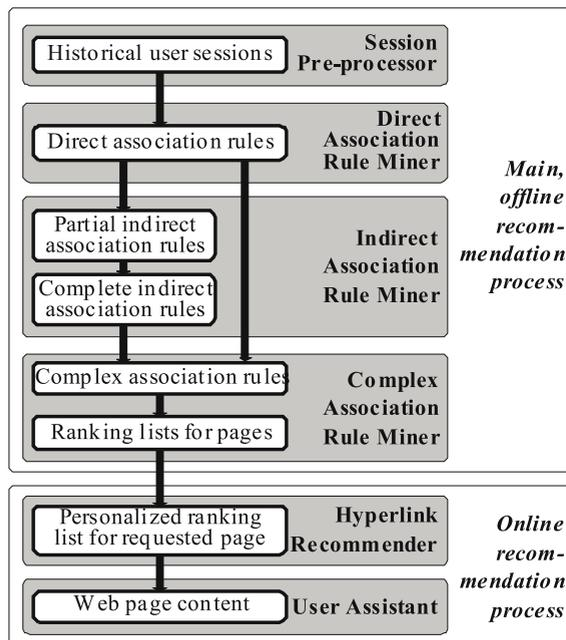 Historical user sessions
Session
Pre-processor
Direct association rules
Direct
Association
Rule Miner
Partial indirect
association rules
Complete indirect
association rules
Indirect
Association
Rule Miner
Complex association rules
Ranking lists for pages
Complex
Association
Rule Miner
Main,
offline
recom-
mendation
process
Personalized ranking
list for requested page
Hyperlink
Recommender
Web page content
User Assistant
Online
recom-
mendation
process